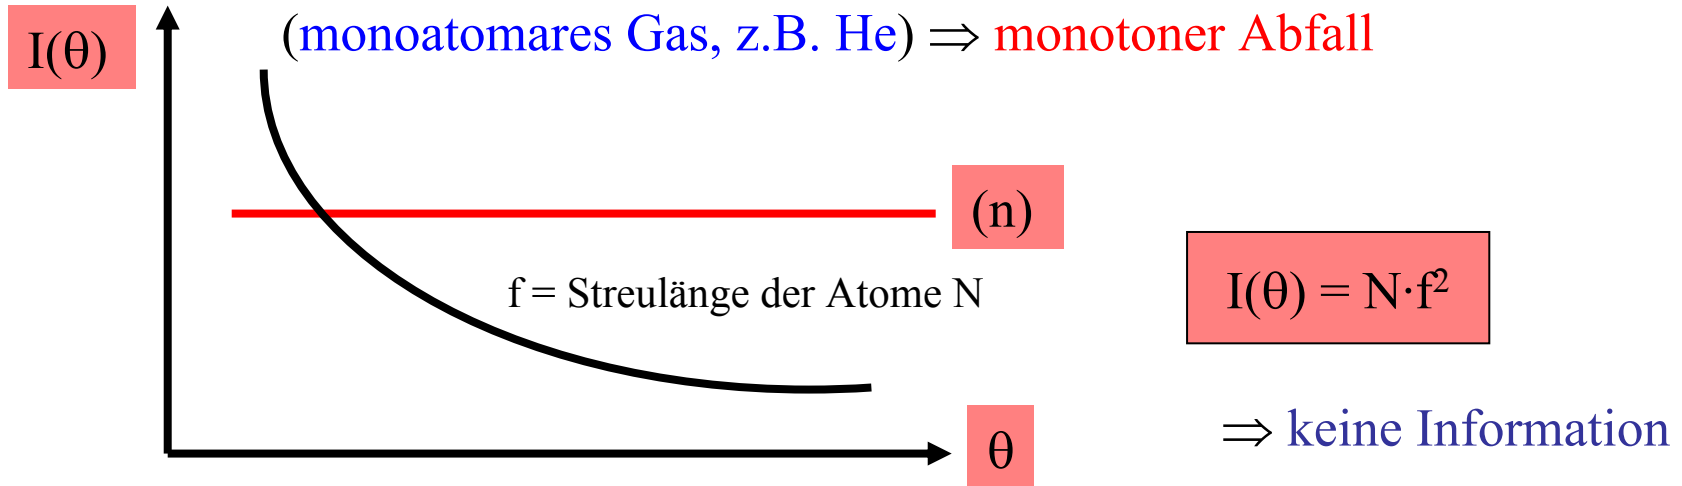 I(θ)
(monoatomares Gas, z.B. He) ⇒ monotoner Abfall
(n)
f = Streulänge der Atome N
I(θ) = N·f²
θ
⇒ keine Information